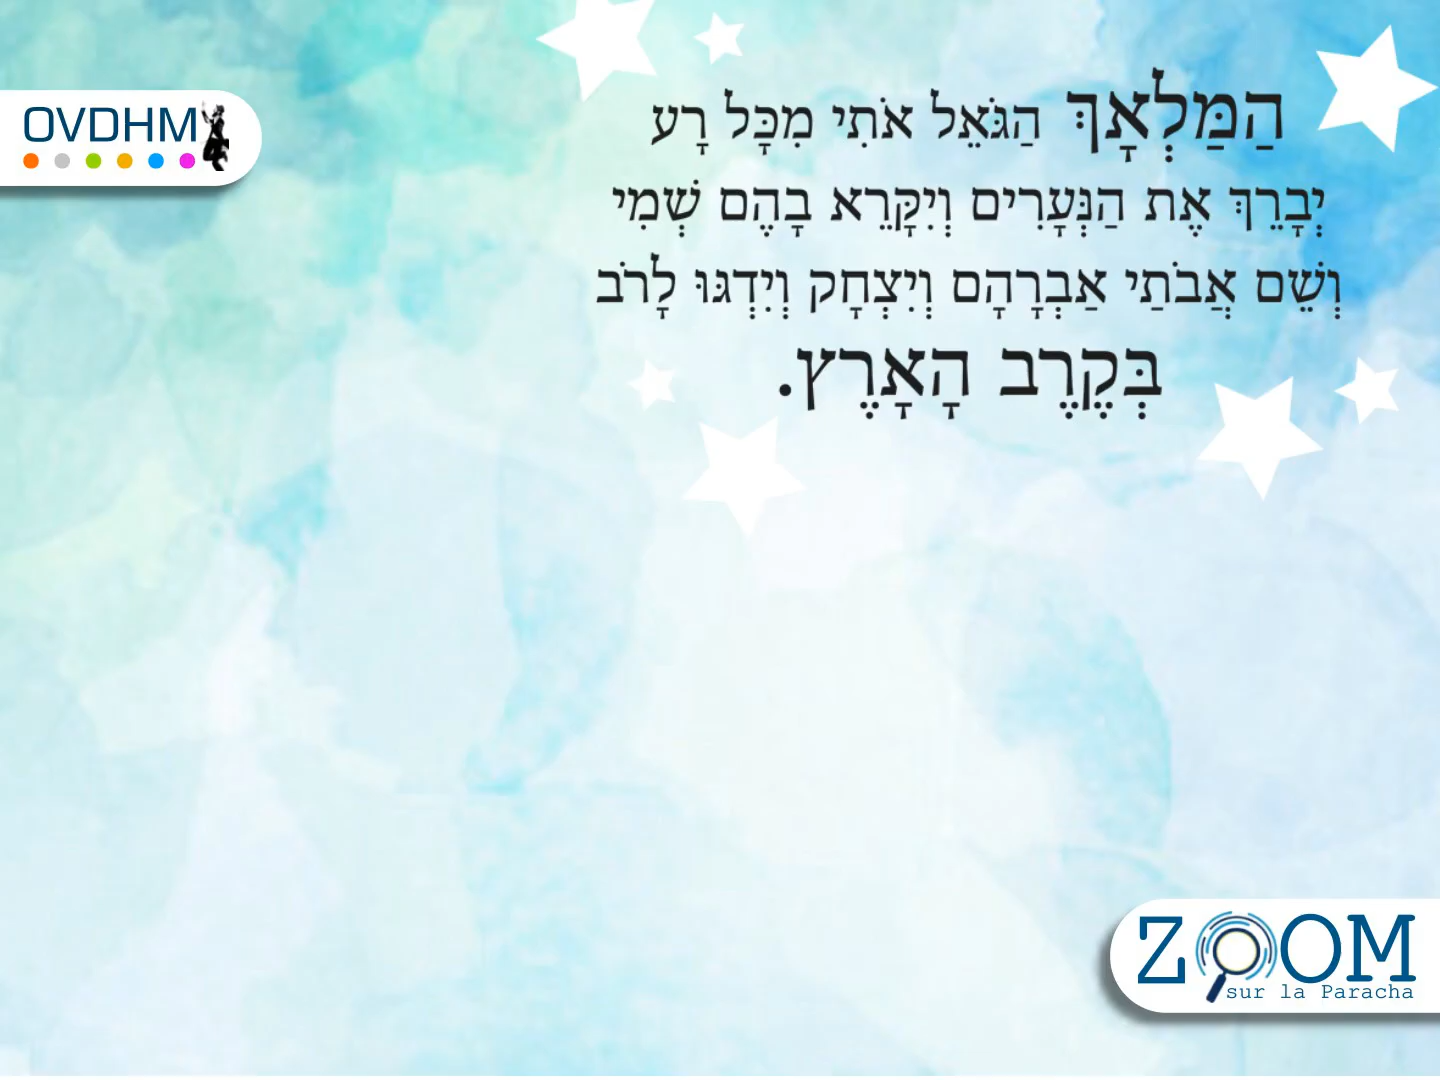 OVDHM
הַמַּלְאָךְ הַגֹּאֵל אֹתִי מִכָּל רָע
יְבָרֵךְ אֶת הַנְּעָרִים וְיִקָּרֵא בָהֶם שְׁמִי
וְשֵׁם אֲבֹתַי אַבְרָהָם וְיִצְחָק וְיִדְגּוּ לָרֹב
בְּקֶרֶב הָאָרֶץ.
ZOOM
sur la Paracha